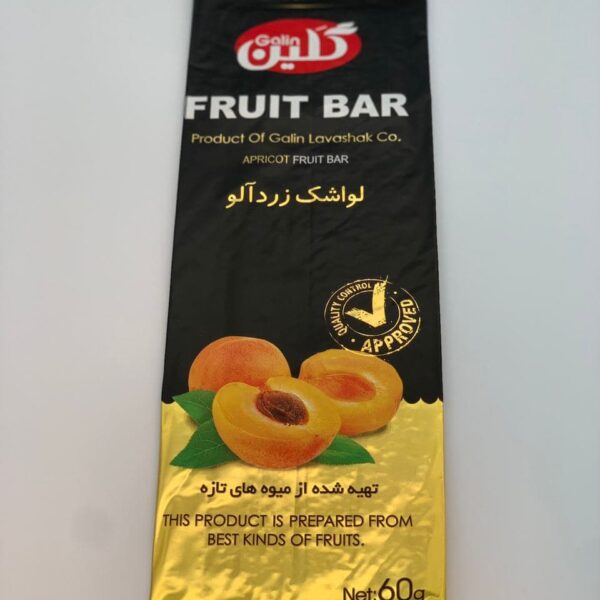 Galin
گلین
FRUIT BAR
Product Of Galin Lavashak Co.
APRICOT FRUIT BAR
لواشک زردآلو
QUALITY CONTROL
APPROVED
تهیه شده از میوه های تازه
THIS PRODUCT IS PREPARED FROM
BEST KINDS OF FRUITS.
Net:60g